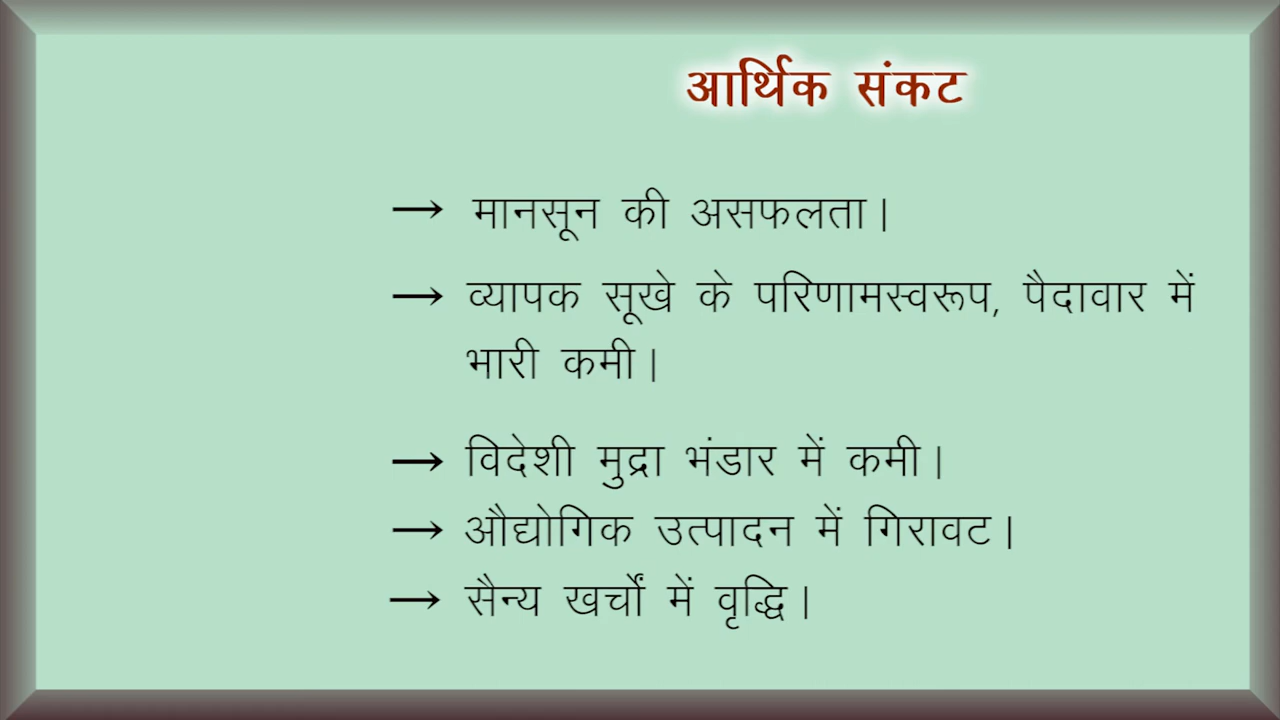 आर्थिक संकट
→ मानसून की असफलता।
→ व्यापक सूखे के परिणामस्वरूप, पैदावार में
भारी कमी।
→ विदेशी मुद्रा भंडार में कमी।
→ औद्योगिक उत्पादन में गिरावट।
→ सैन्य खर्चों में वृद्धि।